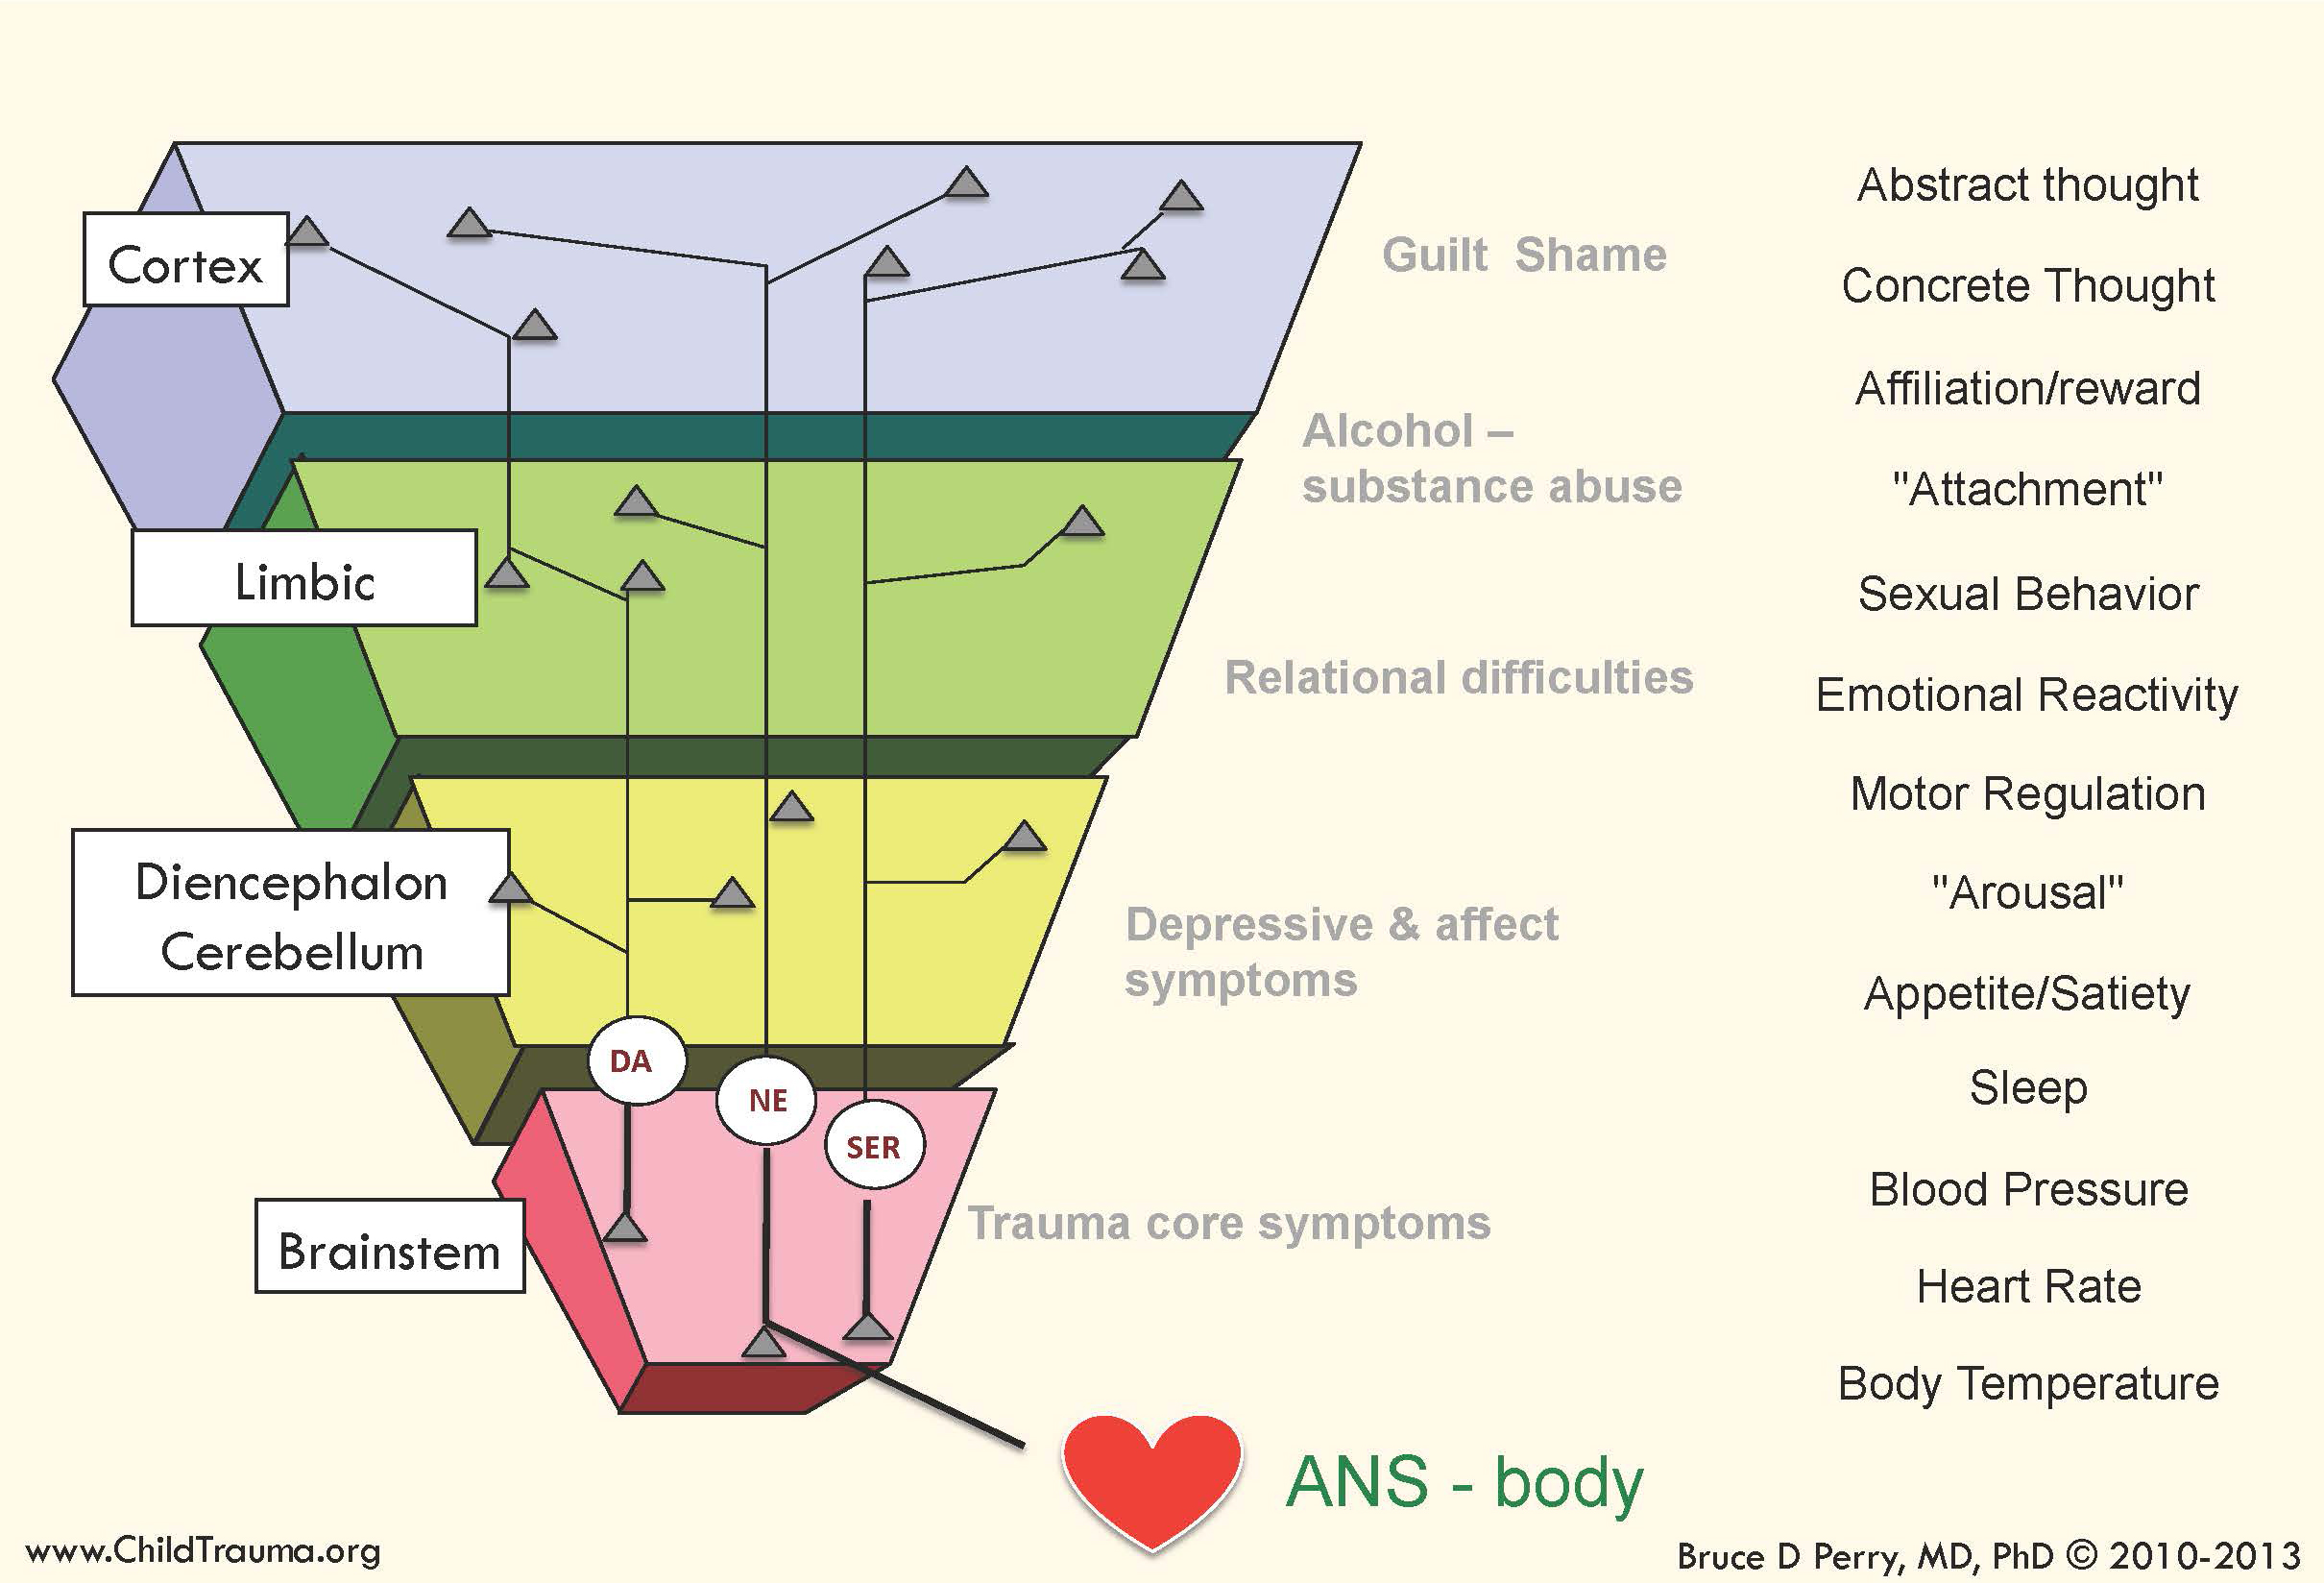 Cortex
Limbic
Diencephalon
Cerebellum
Brainstem
DA
NE
SER
Guilt  Shame
Alcohol –
substance abuse
Relational difficulties
Depressive & affect
symptoms
Trauma core symptoms
Abstract thought
Concrete Thought
Affiliation/reward
"Attachment"
Sexual Behavior
Emotional Reactivity
Motor Regulation
"Arousal"
Appetite/Satiety
Sleep
Blood Pressure
Heart Rate
Body Temperature
ANS - body
www.ChildTrauma.org
Bruce D Perry, MD, PhD © 2010-2013